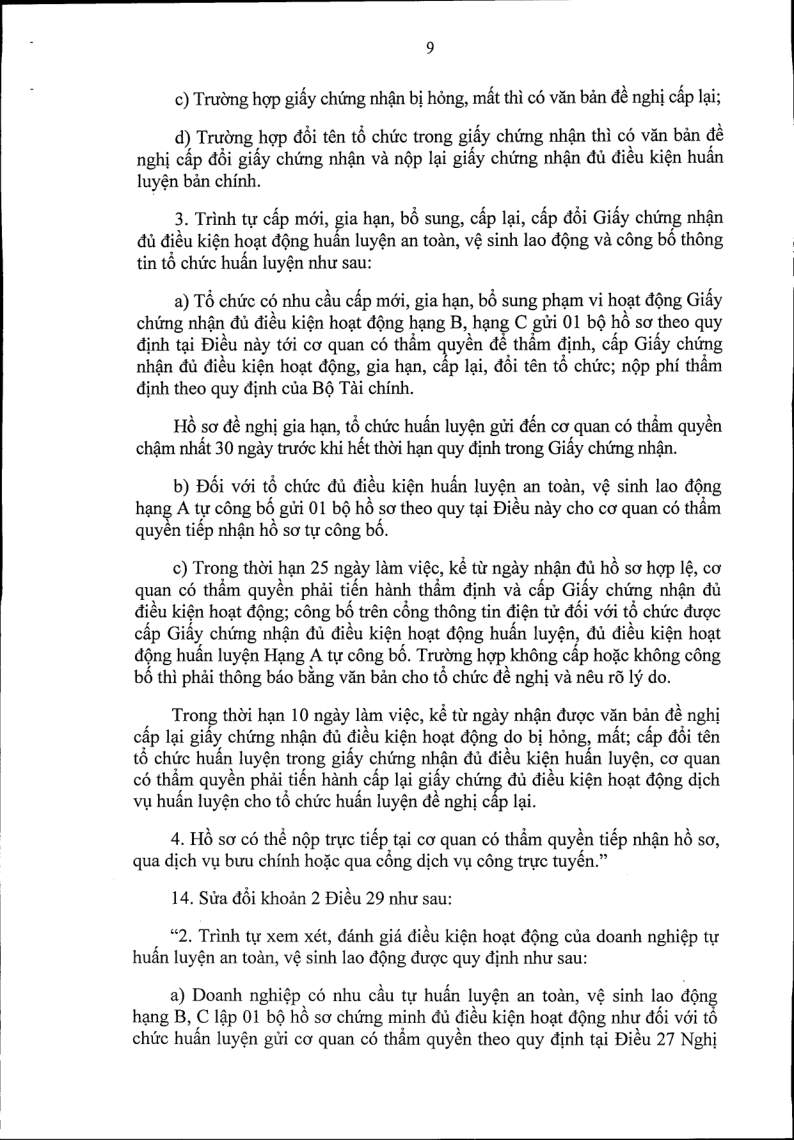 9
c) Trường hợp giấy chứng nhận bị hỏng, mất thì có văn bản đề nghị cấp lại;
d) Trường hợp đổi tên tổ chức trong giấy chứng nhận thì có văn bản đề
nghị cấp đổi giấy chứng nhận và nộp lại giấy chứng nhận đủ điều kiện huấn
luyện bản chính.
3. Trình tự cấp mới, gia hạn, bổ sung, cấp lại, cấp đổi Giấy chứng nhận
đủ điều kiện hoạt động huấn luyện an toàn, vệ sinh lao động và công bố thông
tin tổ chức huấn luyện như sau:
a) Tổ chức có nhu cầu cấp mới, gia hạn, bổ sung phạm vi hoạt động Giấy
chứng nhận đủ điều kiện hoạt động hạng B, hạng C gửi 01 bộ hồ sơ theo quy
định tại Điều này tới cơ quan có thẩm quyền để thẩm định, cấp Giấy chứng
nhận đủ điều kiện hoạt động, gia hạn, cấp lại, đổi tên tổ chức; nộp phí thẩm
định theo quy định của Bộ Tài chính.
Hồ sơ đề nghị gia hạn, tổ chức huấn luyện gửi đến cơ quan có thẩm quyền
chậm nhất 30 ngày trước khi hết thời hạn quy định trong Giấy chứng nhận.
b) Đối với tổ chức đủ điều kiện huấn luyện an toàn, vệ sinh lao động
hạng A tự công bố gửi 01 bộ hồ sơ theo quy tại Điều này cho cơ quan có thẩm
quyền tiếp nhận hồ sơ tự công bố.
c) Trong thời hạn 25 ngày làm việc, kể từ ngày nhận đủ hồ sơ hợp lệ, cơ
quan có thẩm quyền phải tiến hành thẩm định và cấp Giấy chứng nhận đủ
điều kiện hoạt động; công bố trên cổng thông tin điện tử đối với tổ chức được
cấp Giấy chứng nhận đủ điều kiện hoạt động huấn luyện, đủ điều kiện hoạt
động huấn luyện Hạng A tự công bố. Trường hợp không cấp hoặc không công
bố thì phải thông báo bằng văn bản cho tổ chức đề nghị và nêu rõ lý do.
Trong thời hạn 10 ngày làm việc, kể từ ngày nhận được văn bản đề nghị
cấp lại giấy chứng nhận đủ điều kiện hoạt động do bị hỏng, mất; cấp đổi tên
tổ chức huấn luyện trong giấy chứng nhận đủ điều kiện huấn luyện, cơ quan
có thẩm quyền phải tiến hành cấp lại giấy chứng đủ điều kiện hoạt động dịch
vụ huấn luyện cho tổ chức huấn luyện đề nghị cấp lại.
4. Hồ sơ có thể nộp trực tiếp tại cơ quan có thẩm quyền tiếp nhận hồ sơ,
qua dịch vụ bưu chính hoặc qua cổng dịch vụ công trực tuyến.”
14. Sửa đổi khoản 2 Điều 29 như sau:
“2. Trình tự xem xét, đánh giá điều kiện hoạt động của doanh nghiệp tự
huấn luyện an toàn, vệ sinh lao động được quy định như sau:
a) Doanh nghiệp có nhu cầu tự huấn luyện an toàn, vệ sinh lao động
hạng B, C lập 01 bộ hồ sơ chứng minh đủ điều kiện hoạt động như đối với tổ
chức huấn luyện gửi cơ quan có thẩm quyền theo quy định tại Điều 27 Nghị